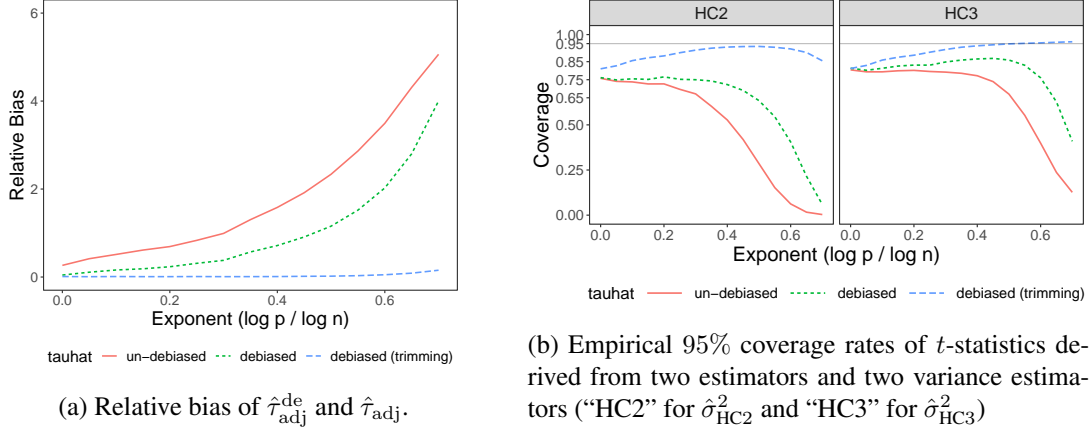 6
4
2
0
Relative Bias
0.0 0.2 0.4 0.6
Exponent (log p / log n)
tauhat un−debiased debiased debiased (trimming)
(a) Relative bias of τ̂ᵈᵉadj and τ̂adj.
HC2 HC3
1.00
0.95
0.85
0.75
0.65
0.50
0.25
0.00
Coverage
0.0 0.2 0.4 0.6 0.0 0.2 0.4 0.6
Exponent (log p / log n)
tauhat un−debiased debiased debiased (trimming)
(b) Empirical 95% coverage rates of t-statistics de-
rived from two estimators and two variance estima-
tors (“HC2” for σ̂²HC2 and “HC3” for σ̂²HC3)